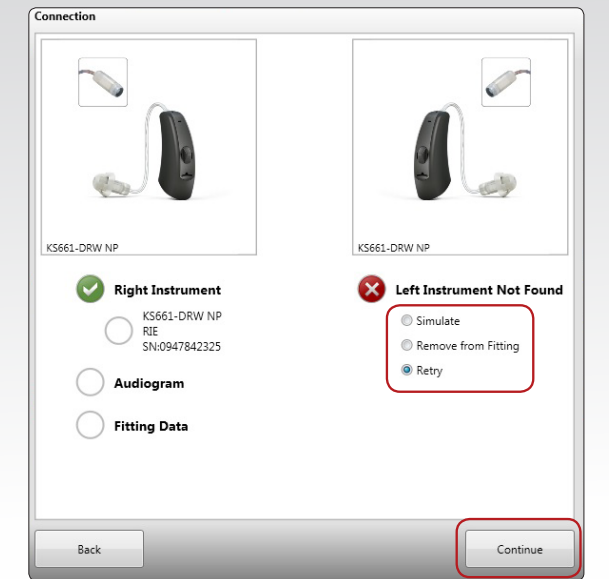 Connection
KS661-DRW NP
KS661-DRW NP
Right Instrument
KS661-DRW NP
RIE
SN:0947842325
Audiogram
Fitting Data
Left Instrument Not Found
Simulate
Remove from Fitting
Retry
Back
Continue